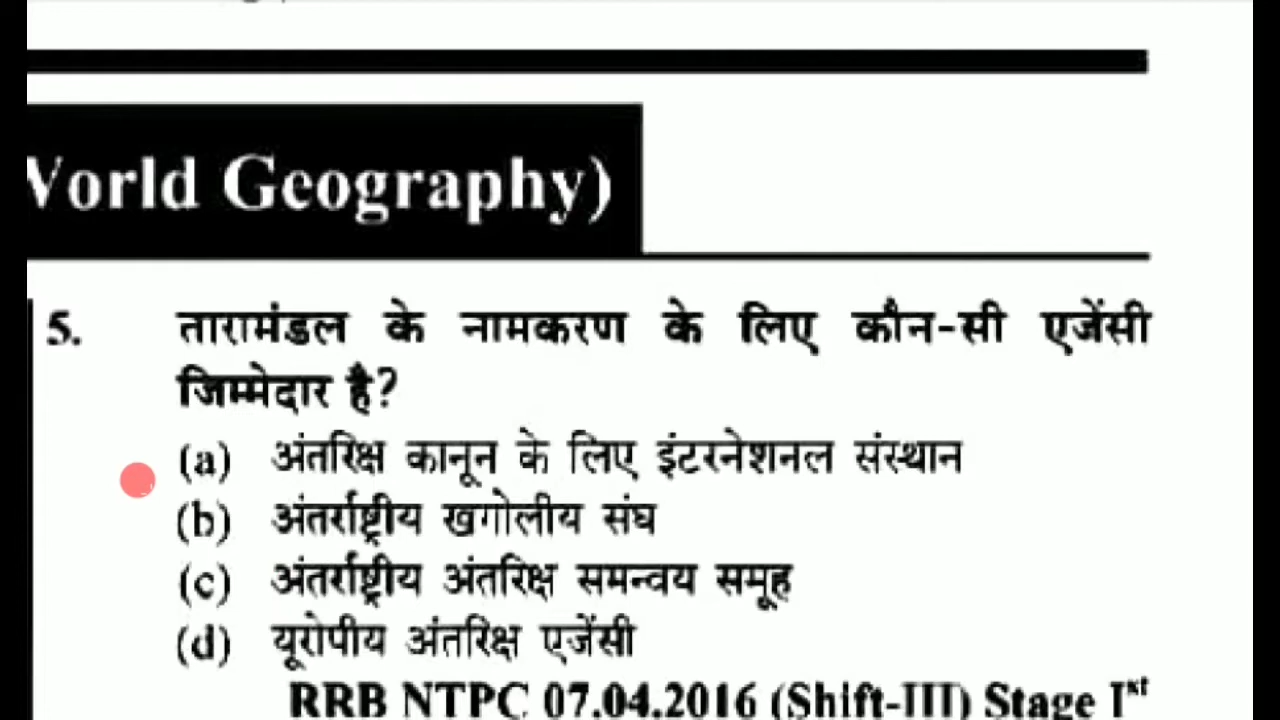 World Geography)
5. तारामंडल के नामकरण के लिए कौन-सी एजेंसी
जिम्मेदार है?
(a) अंतरिक्ष कानून के लिए इंटरनेशनल संस्थान
(b) अंतर्राष्ट्रीय खगोलीय संघ
(c) अंतर्राष्ट्रीय अंतरिक्ष समन्वय समूह
(d) यूरोपीय अंतरिक्ष एजेंसी
RRB NTPC 07.04.2016 (Shift-III) Stage Ist